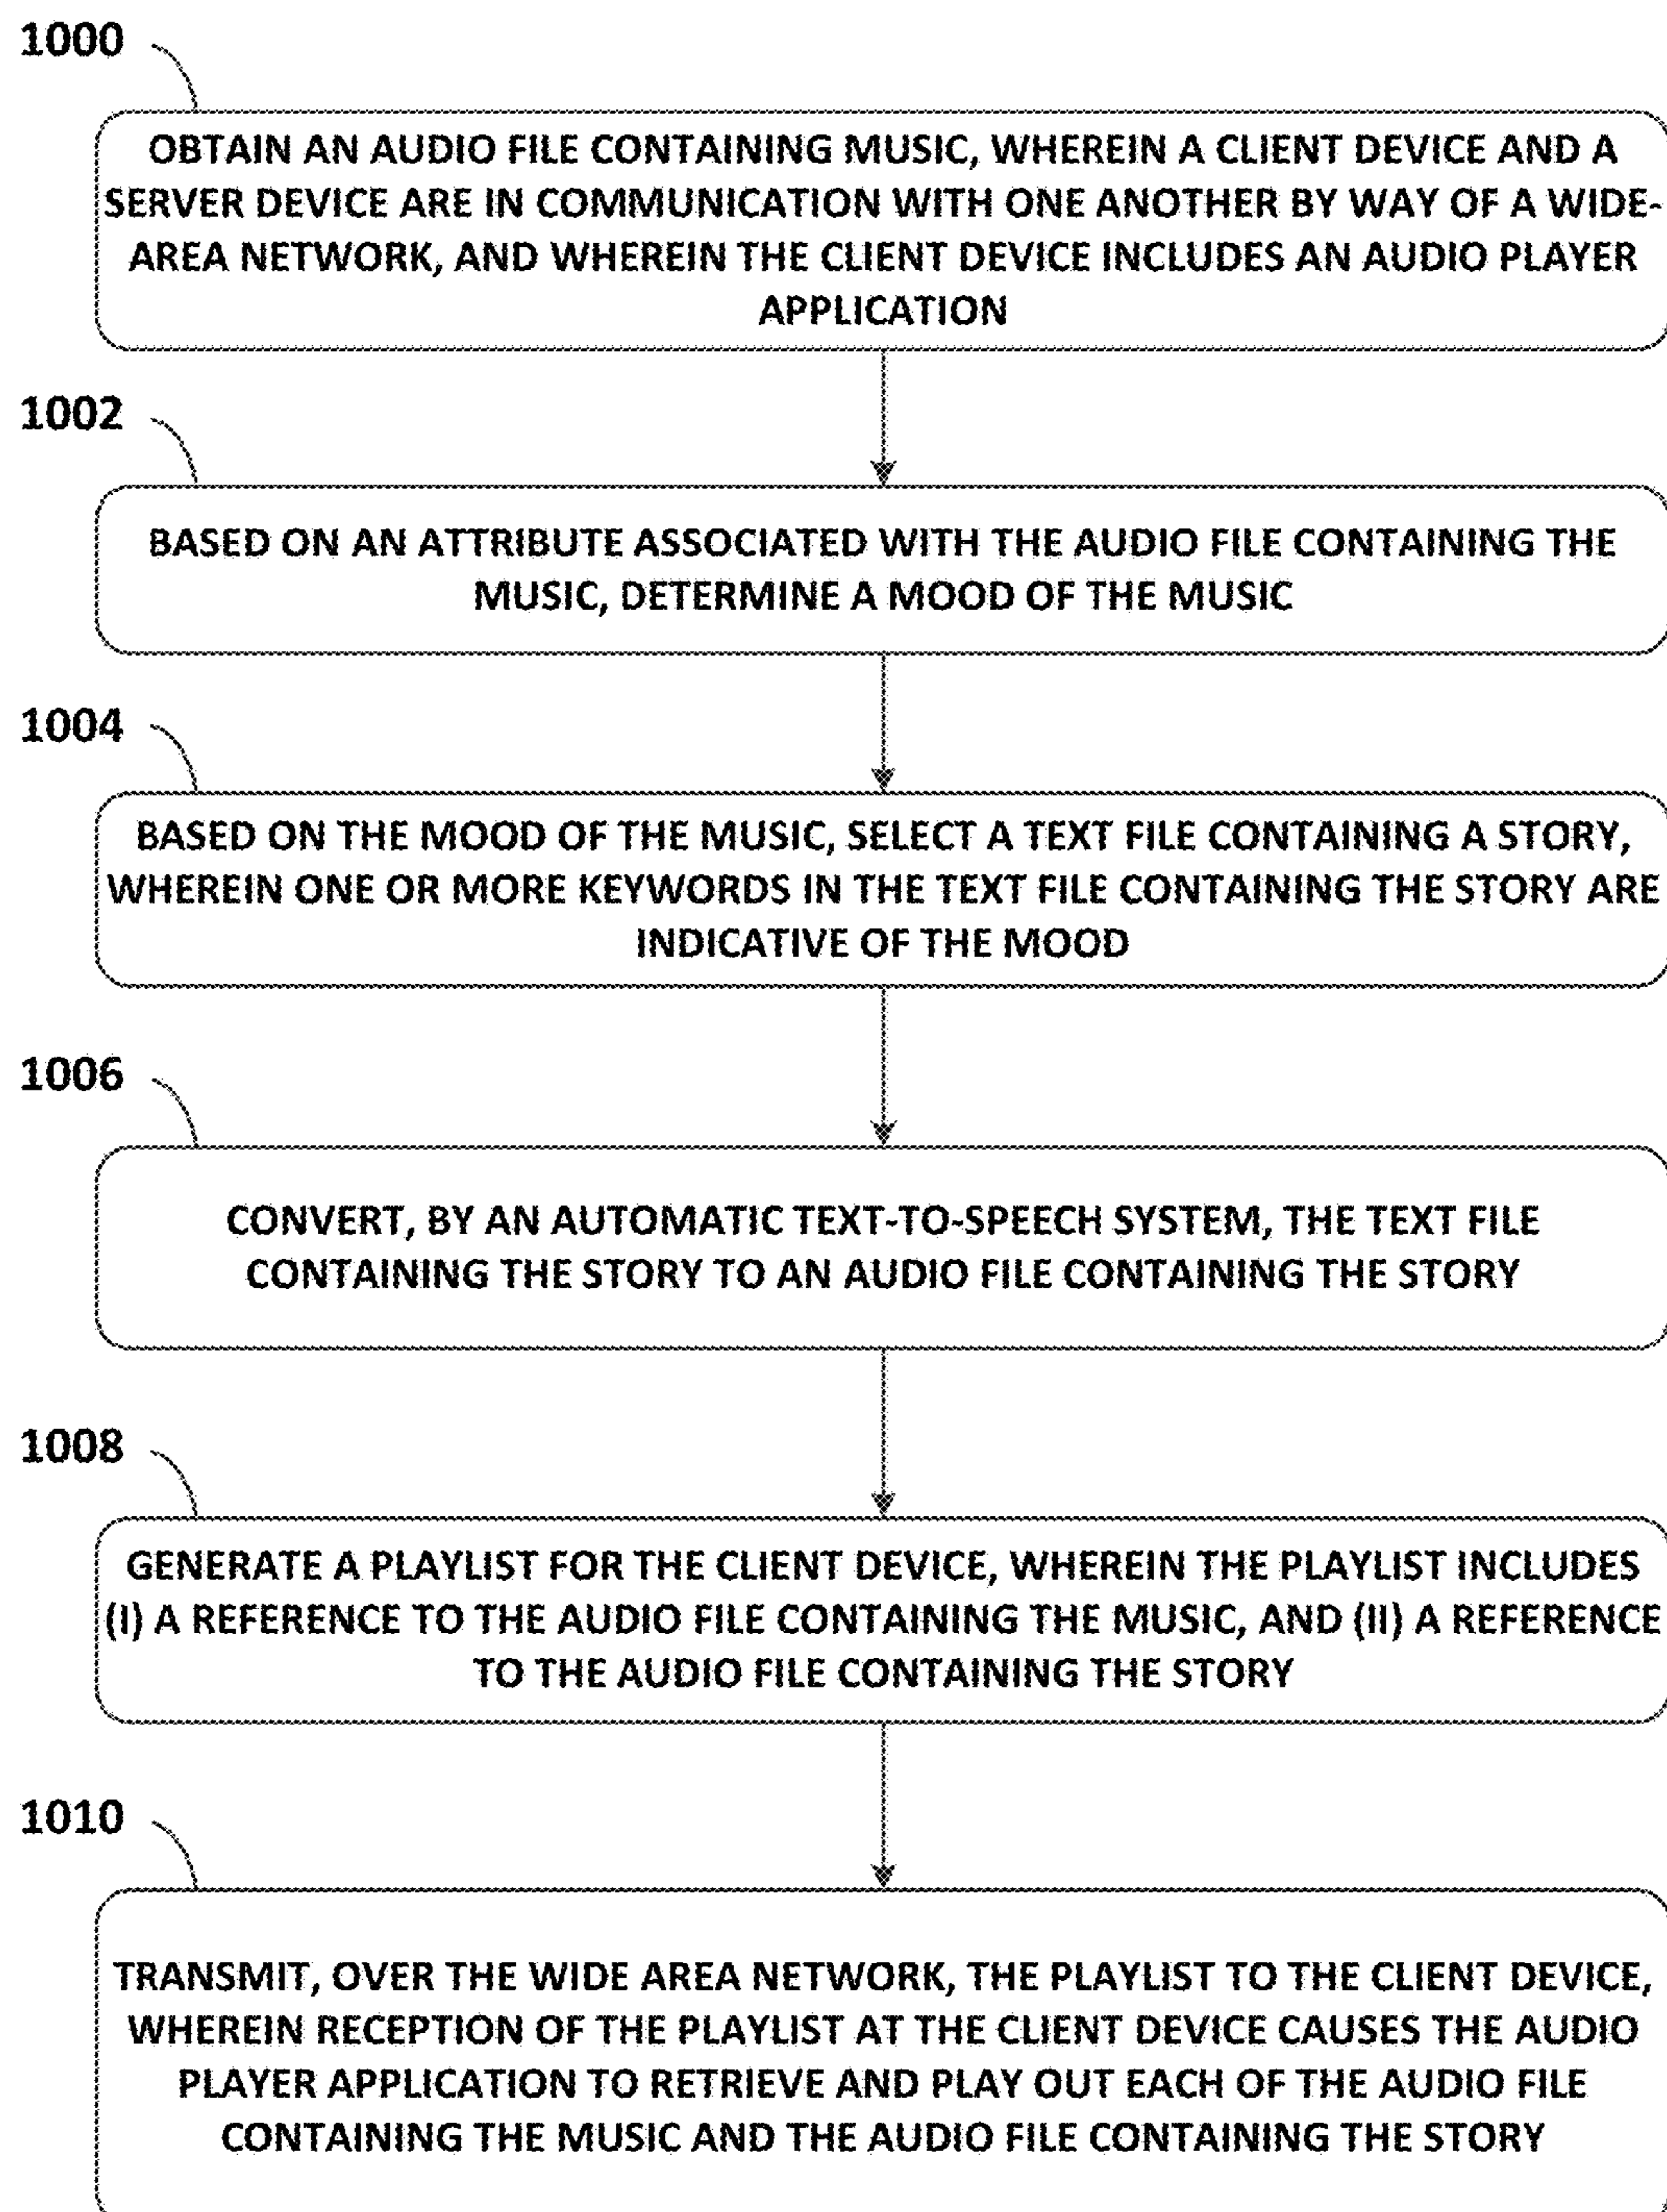 1000
OBTAIN AN AUDIO FILE CONTAINING MUSIC, WHEREIN A CLIENT DEVICE AND A
SERVER DEVICE ARE IN COMMUNICATION WITH ONE ANOTHER BY WAY OF A WIDE-
AREA NETWORK, AND WHEREIN THE CLIENT DEVICE INCLUDES AN AUDIO PLAYER
APPLICATION
1002
BASED ON AN ATTRIBUTE ASSOCIATED WITH THE AUDIO FILE CONTAINING THE
MUSIC, DETERMINE A MOOD OF THE MUSIC
1004
BASED ON THE MOOD OF THE MUSIC, SELECT A TEXT FILE CONTAINING A STORY,
WHEREIN ONE OR MORE KEYWORDS IN THE TEXT FILE CONTAINING THE STORY ARE
INDICATIVE OF THE MOOD
1006
CONVERT, BY AN AUTOMATIC TEXT-TO-SPEECH SYSTEM, THE TEXT FILE
CONTAINING THE STORY TO AN AUDIO FILE CONTAINING THE STORY
1008
GENERATE A PLAYLIST FOR THE CLIENT DEVICE, WHEREIN THE PLAYLIST INCLUDES
(I) A REFERENCE TO THE AUDIO FILE CONTAINING THE MUSIC, AND (II) A REFERENCE
TO THE AUDIO FILE CONTAINING THE STORY
1010
TRANSMIT, OVER THE WIDE AREA NETWORK, THE PLAYLIST TO THE CLIENT DEVICE,
WHEREIN RECEPTION OF THE PLAYLIST AT THE CLIENT DEVICE CAUSES THE AUDIO
PLAYER APPLICATION TO RETRIEVE AND PLAY OUT EACH OF THE AUDIO FILE
CONTAINING THE MUSIC AND THE AUDIO FILE CONTAINING THE STORY